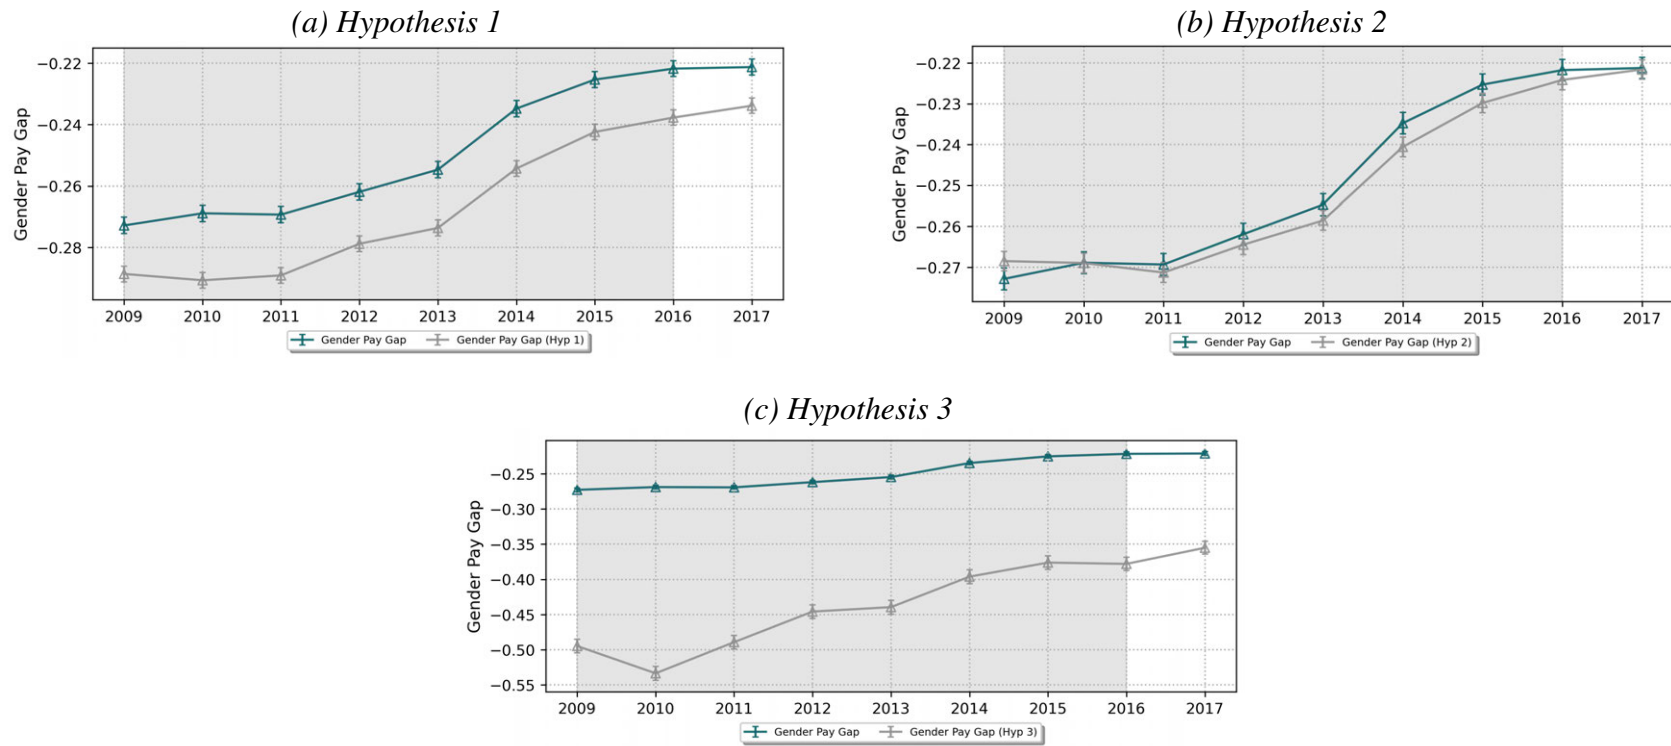 (a) Hypothesis 1
Gender Pay Gap
−0.22
−0.24
−0.26
−0.28
2009 2010 2011 2012 2013 2014 2015 2016 2017
Gender Pay Gap Gender Pay Gap (Hyp 1)
(b) Hypothesis 2
Gender Pay Gap
−0.22
−0.23
−0.24
−0.25
−0.26
−0.27
2009 2010 2011 2012 2013 2014 2015 2016 2017
Gender Pay Gap Gender Pay Gap (Hyp 2)
(c) Hypothesis 3
Gender Pay Gap
−0.25
−0.30
−0.35
−0.40
−0.45
−0.50
−0.55
2009 2010 2011 2012 2013 2014 2015 2016 2017
Gender Pay Gap Gender Pay Gap (Hyp 3)